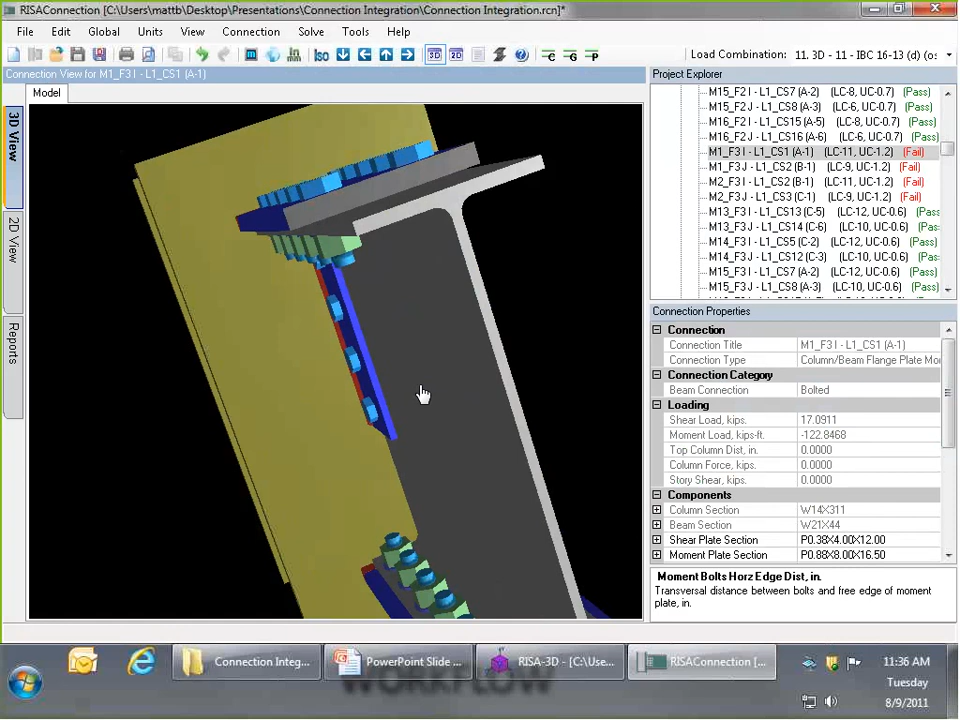 RISAConnection [C:\Users\mattb\Desktop\Presentations\Connection Integration\Connection Integration.rcn]*
File Edit Global Units View Connection Solve Tools Help
Iso 3D 2D C G P Load Combination: 11. 3D - 11 - IBC 16-13 (d) (o:
Connection View for M1_F3 I - L1_CS1 (A-1)
Model
3D View
2D View
Reports
Project Explorer
M15_F2 I - L1_CS7 (A-2) (LC-8, UC-0.7) (Pass)
M15_F2 J - L1_CS8 (A-3) (LC-6, UC-0.7) (Pass)
M16_F2 I - L1_CS15 (A-5) (LC-8, UC-0.7) (Pass)
M16_F2 J - L1_CS16 (A-6) (LC-6, UC-0.7) (Pass)
M1_F3 I - L1_CS1 (A-1) (LC-11, UC-1.2) (Fail)
M1_F3 J - L1_CS2 (B-1) (LC-9, UC-1.2) (Fail)
M2_F3 I - L1_CS2 (B-1) (LC-11, UC-1.2) (Fail)
M2_F3 J - L1_CS3 (C-1) (LC-9, UC-1.2) (Fail)
M13_F3 I - L1_CS13 (C-5) (LC-12, UC-0.6) (Pass
M13_F3 J - L1_CS14 (C-6) (LC-10, UC-0.6) (Pas:
M14_F3 I - L1_CS5 (C-2) (LC-12, UC-0.6) (Pass)
M14_F3 J - L1_CS12 (C-3) (LC-10, UC-0.6) (Pas:
M15_F3 I - L1_CS7 (A-2) (LC-12, UC-0.6) (Pass)
M15_F3 J - L1_CS8 (A-3) (LC-10, UC-0.6) (Pass)
Connection Properties
Connection
Connection Title M1_F3 I - L1_CS1 (A-1)
Connection Type Column/Beam Flange Plate Mo
Connection Category
Beam Connection Bolted
Loading
Shear Load, kips. 17.0911
Moment Load, kips-ft. -122.8468
Top Column Dist, in. 0.0000
Column Force, kips. 0.0000
Story Shear, kips. 0.0000
Components
Column Section W14X311
Beam Section W21X44
Shear Plate Section P0.38X4.00X12.00
Moment Plate Section P0.88X8.00X16.50
Moment Bolts Horz Edge Dist, in.
Transversal distance between bolts and free edge of moment
plate, in.
Connection Integ...
PowerPoint Slide ...
RISA-3D - [C:\Use...
RISAConnection [...
11:36 AM
Tuesday
8/9/2011
WORKFLOW